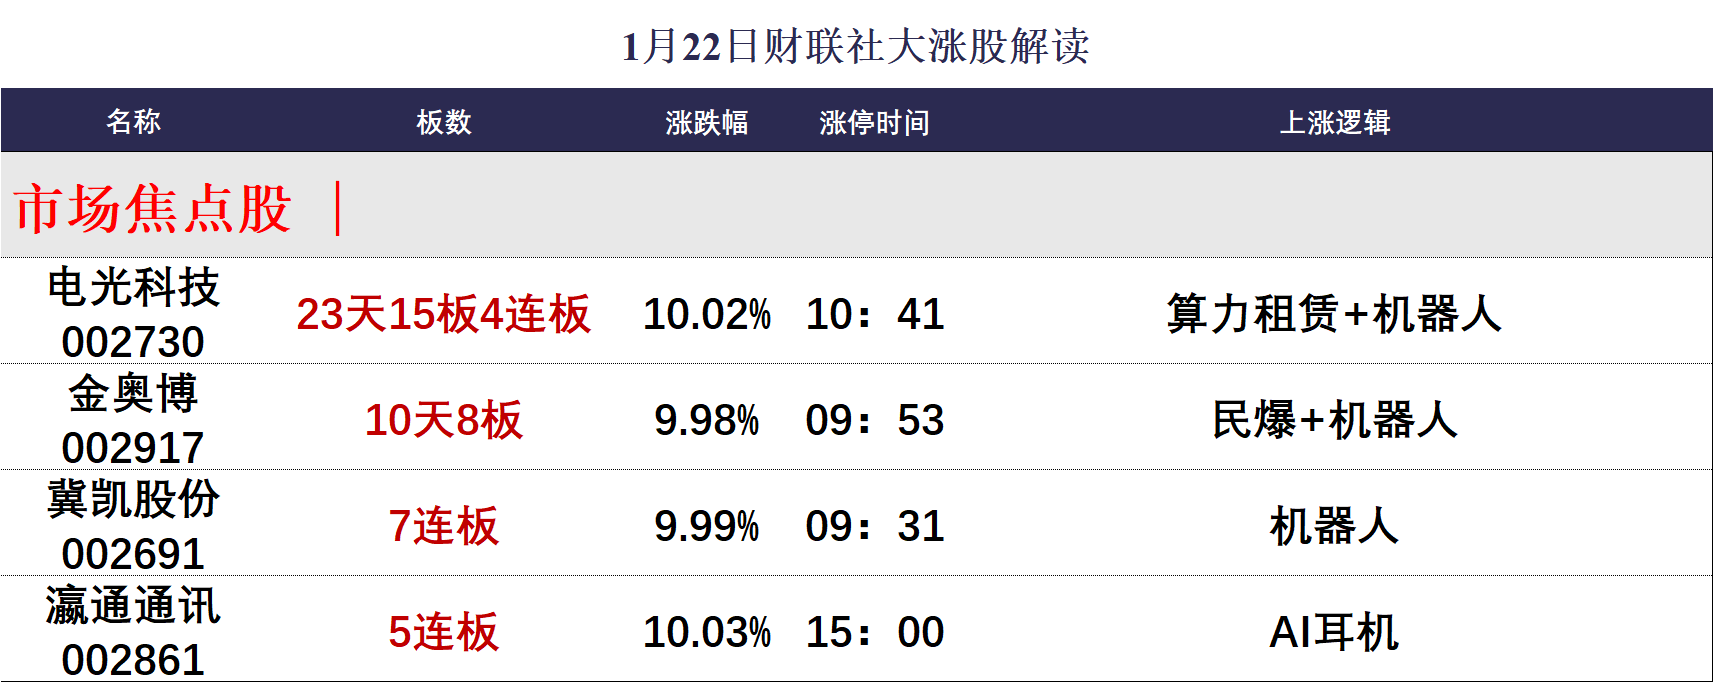 1月22日财联社大涨股解读
名称 板数 涨跌幅 涨停时间 上涨逻辑
市场焦点股 |
电光科技
002730 23天15板4连板 10.02% 10：41 算力租赁+机器人
金奥博
002917 10天8板 9.98% 09：53 民爆+机器人
冀凯股份
002691 7连板 9.99% 09：31 机器人
瀛通通讯
002861 5连板 10.03% 15：00 AI耳机